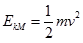 E_{kM} = \frac{1}{2} mv^2